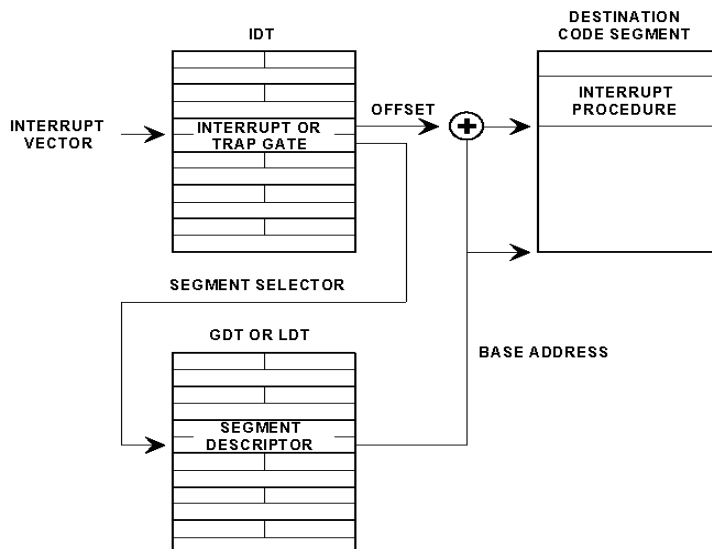 DESTINATION
CODE SEGMENT
IDT
INTERRUPT
PROCEDURE
OFFSET
INTERRUPT
VECTOR
INTERRUPT OR
TRAP GATE
SEGMENT SELECTOR
GDT OR LDT
BASE ADDRESS
SEGMENT
DESCRIPTOR